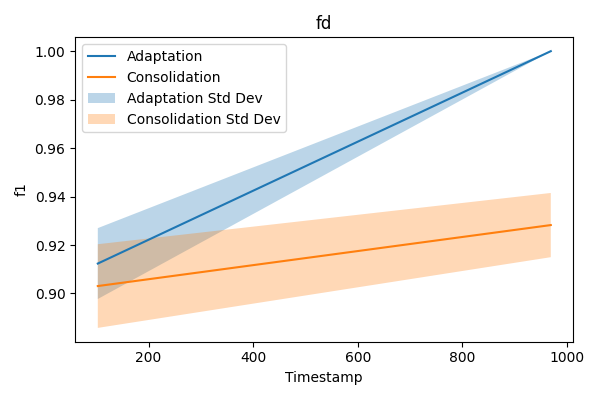 fd
1.00
0.98
0.96
0.94
0.92
0.90
f1
Adaptation
Consolidation
Adaptation Std Dev
Consolidation Std Dev
200
400
600
800
1000
Timestamp